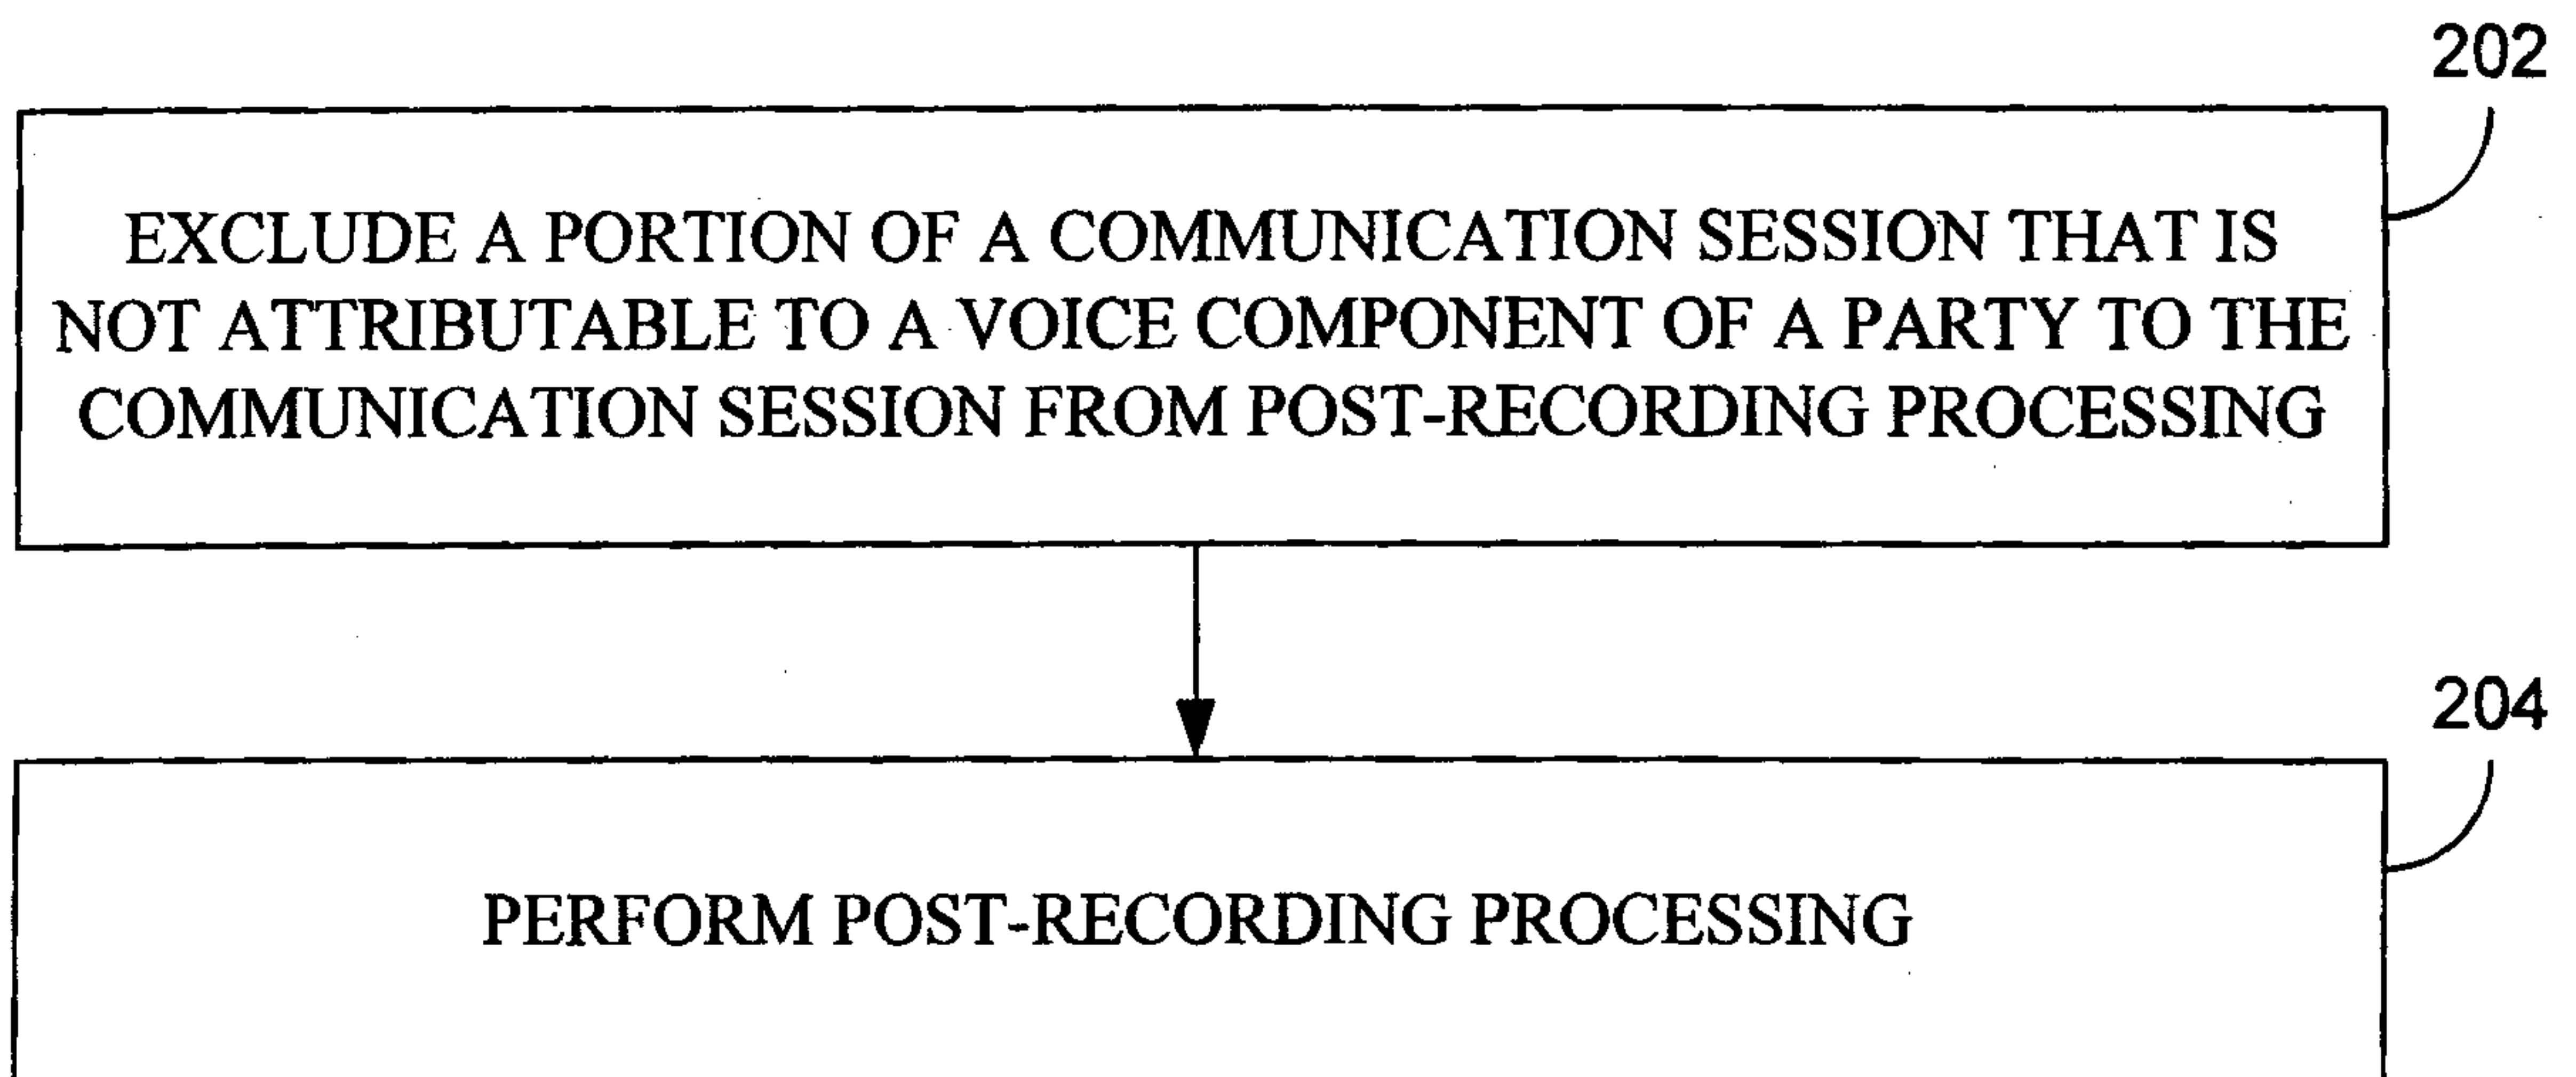 202
EXCLUDE A PORTION OF A COMMUNICATION SESSION THAT IS
NOT ATTRIBUTABLE TO A VOICE COMPONENT OF A PARTY TO THE
COMMUNICATION SESSION FROM POST-RECORDING PROCESSING
204
PERFORM POST-RECORDING PROCESSING